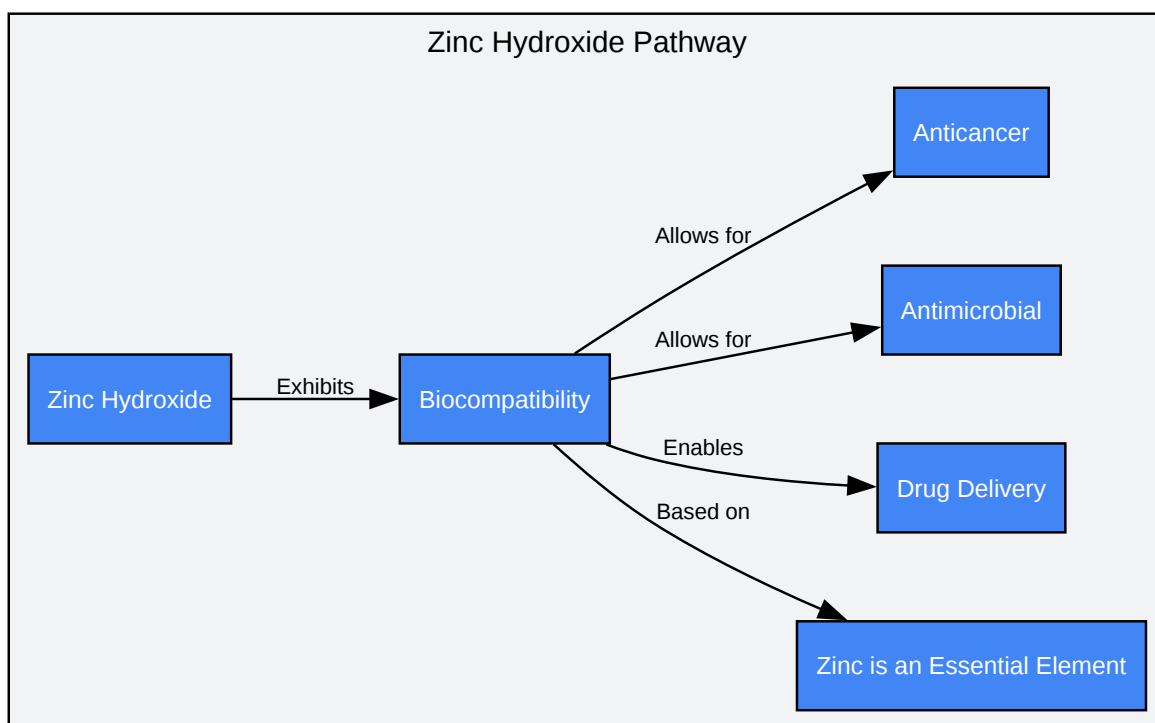 Zinc Hydroxide Pathway
Anticancer
Allows for
Antimicrobial
Allows for
Zinc Hydroxide
Exhibits
Biocompatibility
Enables
Drug Delivery
Based on
Zinc is an Essential Element